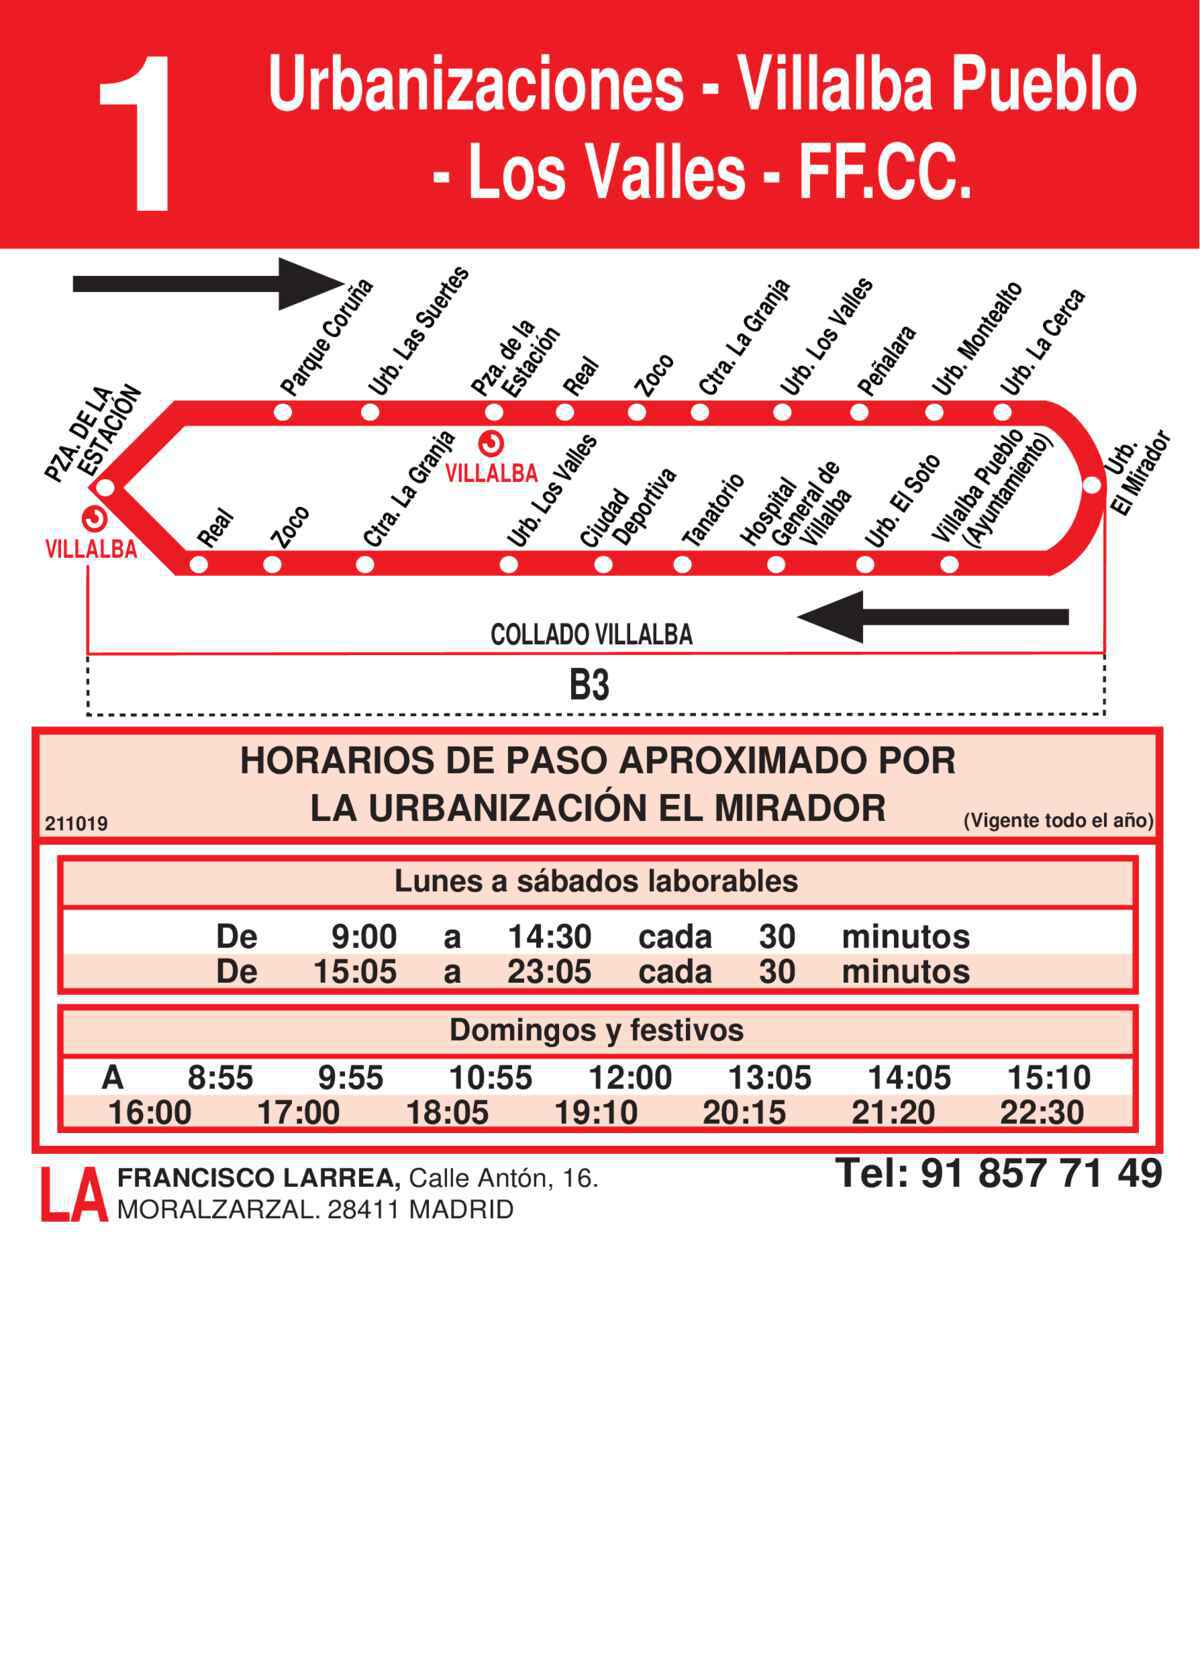 1
Urbanizaciones - Villalba Pueblo
- Los Valles - FF.CC.
PZA. DE LA
ESTACIÓN
VILLALBA
Parque Coruña
Urb. Las Suertes
Pza. de la
Estación
VILLALBA
Real
Zoco
Ctra. La Granja
Urb. Los Valles
Peñalara
Urb. Montealto
Urb. La Cerca
Urb.
El Mirador
Real
Zoco
Ctra. La Granja
Urb. Los Valles
Ciudad
Deportiva
Tanatorio
Hospital
General de
Villalba
Urb. El Soto
Villalba Pueblo
(Ayuntamiento)
COLLADO VILLALBA
B3
HORARIOS DE PASO APROXIMADO POR
LA URBANIZACIÓN EL MIRADOR
211019
(Vigente todo el año)
Lunes a sábados laborables
De 9:00 a 14:30 cada 30 minutos
De 15:05 a 23:05 cada 30 minutos
Domingos y festivos
A 8:55 9:55 10:55 12:00 13:05 14:05 15:10
16:00 17:00 18:05 19:10 20:15 21:20 22:30
LA
FRANCISCO LARREA, Calle Antón, 16.
MORALZARZAL. 28411 MADRID
Tel: 91 857 71 49